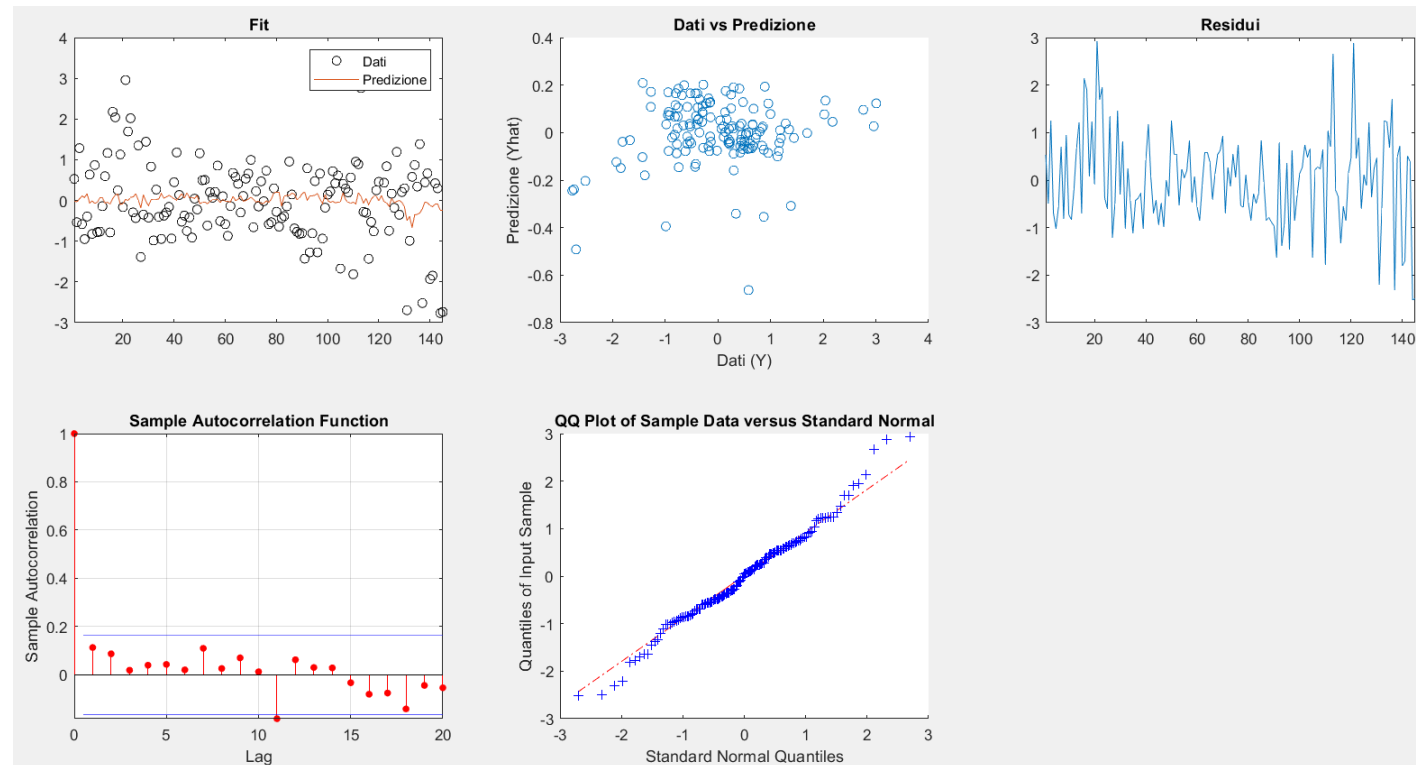 Fit
4
3
2
1
0
-1
-2
-3
20 40 60 80 100 120 140
Dati
Predizione
Dati vs Predizione
Predizione (Yhat)
0.4
0.2
0
-0.2
-0.4
-0.6
-0.8
-3 -2 -1 0 1 2 3 4
Dati (Y)
Residui
3
2
1
0
-1
-2
-3
20 40 60 80 100 120 140
Sample Autocorrelation Function
Sample Autocorrelation
1
0.8
0.6
0.4
0.2
0
0 5 10 15 20
Lag
QQ Plot of Sample Data versus Standard Normal
Quantiles of Input Sample
3
2
1
0
-1
-2
-3
-3 -2 -1 0 1 2 3
Standard Normal Quantiles